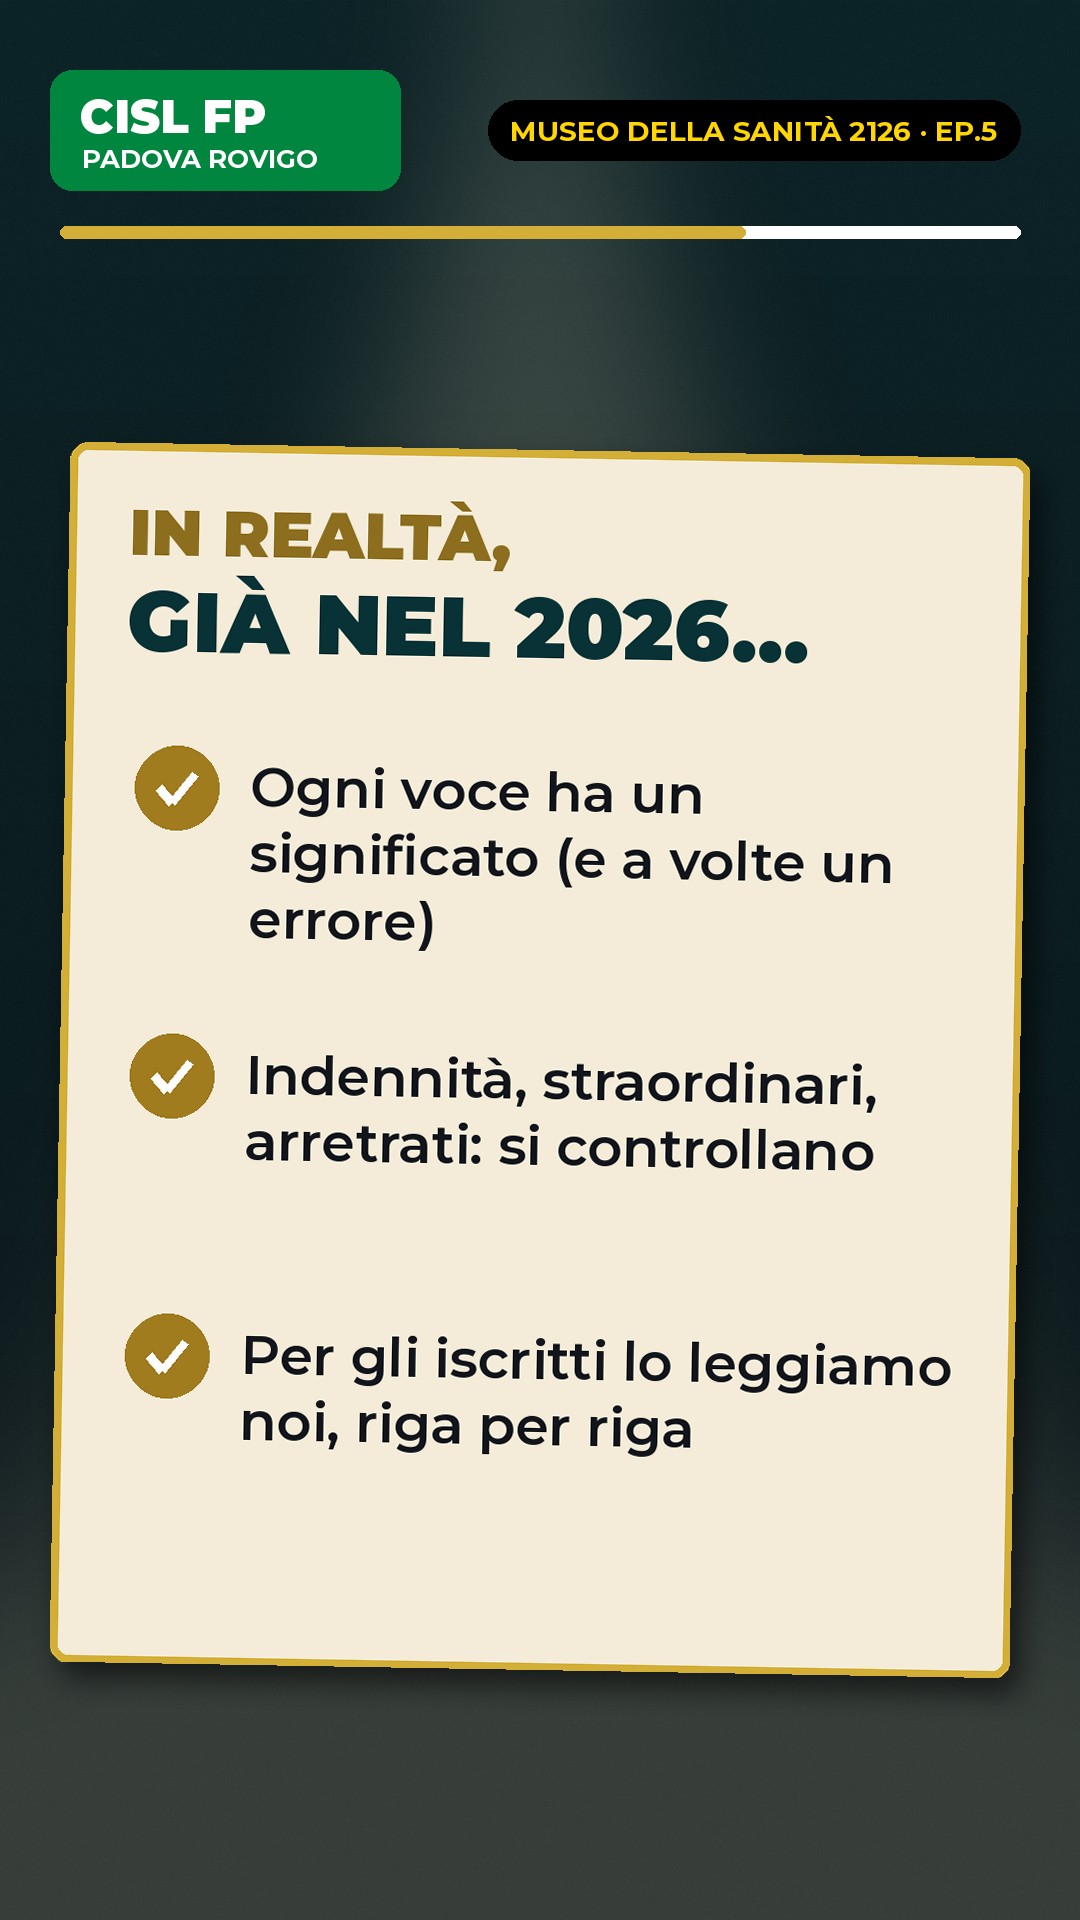 CISL FP
PADOVA ROVIGO
MUSEO DELLA SANITÀ 2126 · EP.5
IN REALTÀ,
GIÀ NEL 2026...
Ogni voce ha un
significato (e a volte un
errore)
Indennità, straordinari,
arretrati: si controllano
Per gli iscritti lo leggiamo
noi, riga per riga